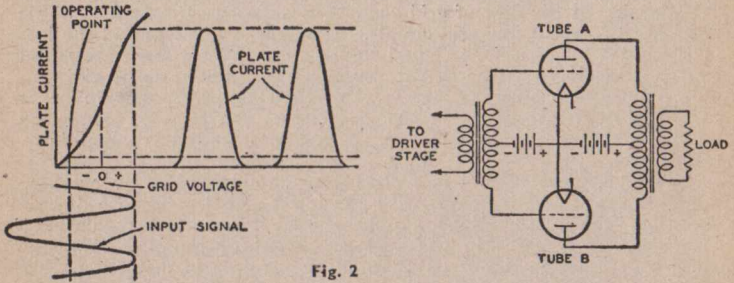 OPERATING
POINT
PLATE CURRENT
PLATE
CURRENT
- 0 +
GRID VOLTAGE
INPUT SIGNAL
Fig. 2
TUBE A
TO
DRIVER
STAGE
- +
- +
LOAD
TUBE B